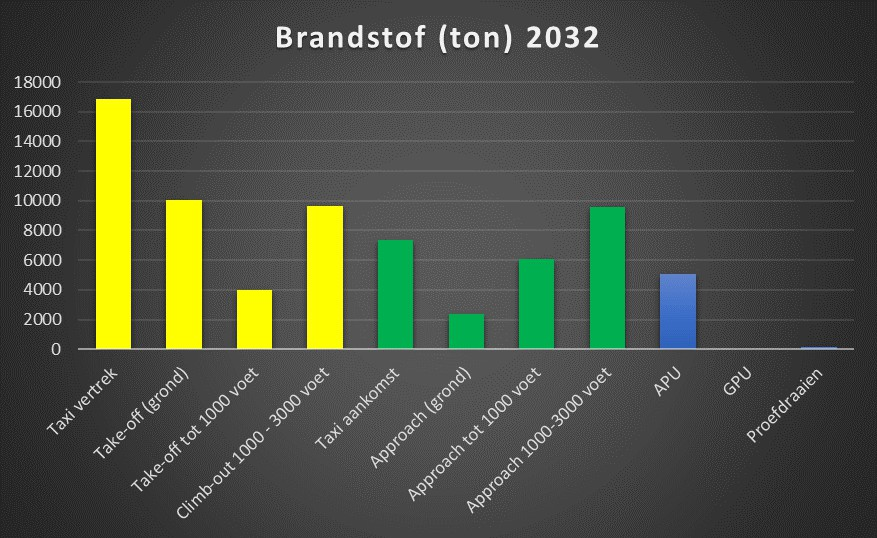 Brandstof (ton) 2032
18000
16000
14000
12000
10000
8000
6000
4000
2000
0
Taxi vertrek
Take-off (grond)
Take-off tot 1000 voet
Climb-out 1000 - 3000 voet
Taxi aankomst
Approach (grond)
Approach tot 1000 voet
Approach 1000-3000 voet
APU
GPU
Proefdraaien